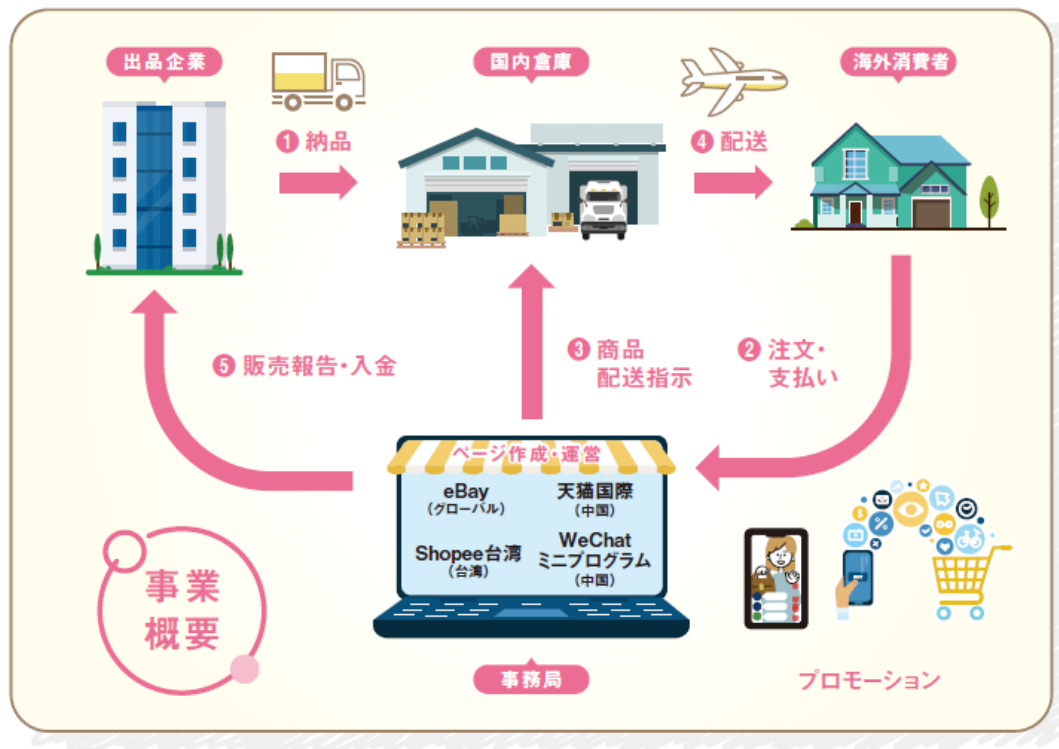 出品企業
国内倉庫
海外消費者
❶ 納品
❹ 配送
❺ 販売報告・入金
❸ 商品
配送指示
❷ 注文・
支払い
ページ作成・運営
eBay
(グローバル)
天猫国際
(中国)
Shopee台湾
(台湾)
WeChat
ミニプログラム
(中国)
事業
概要
事務局
プロモーション